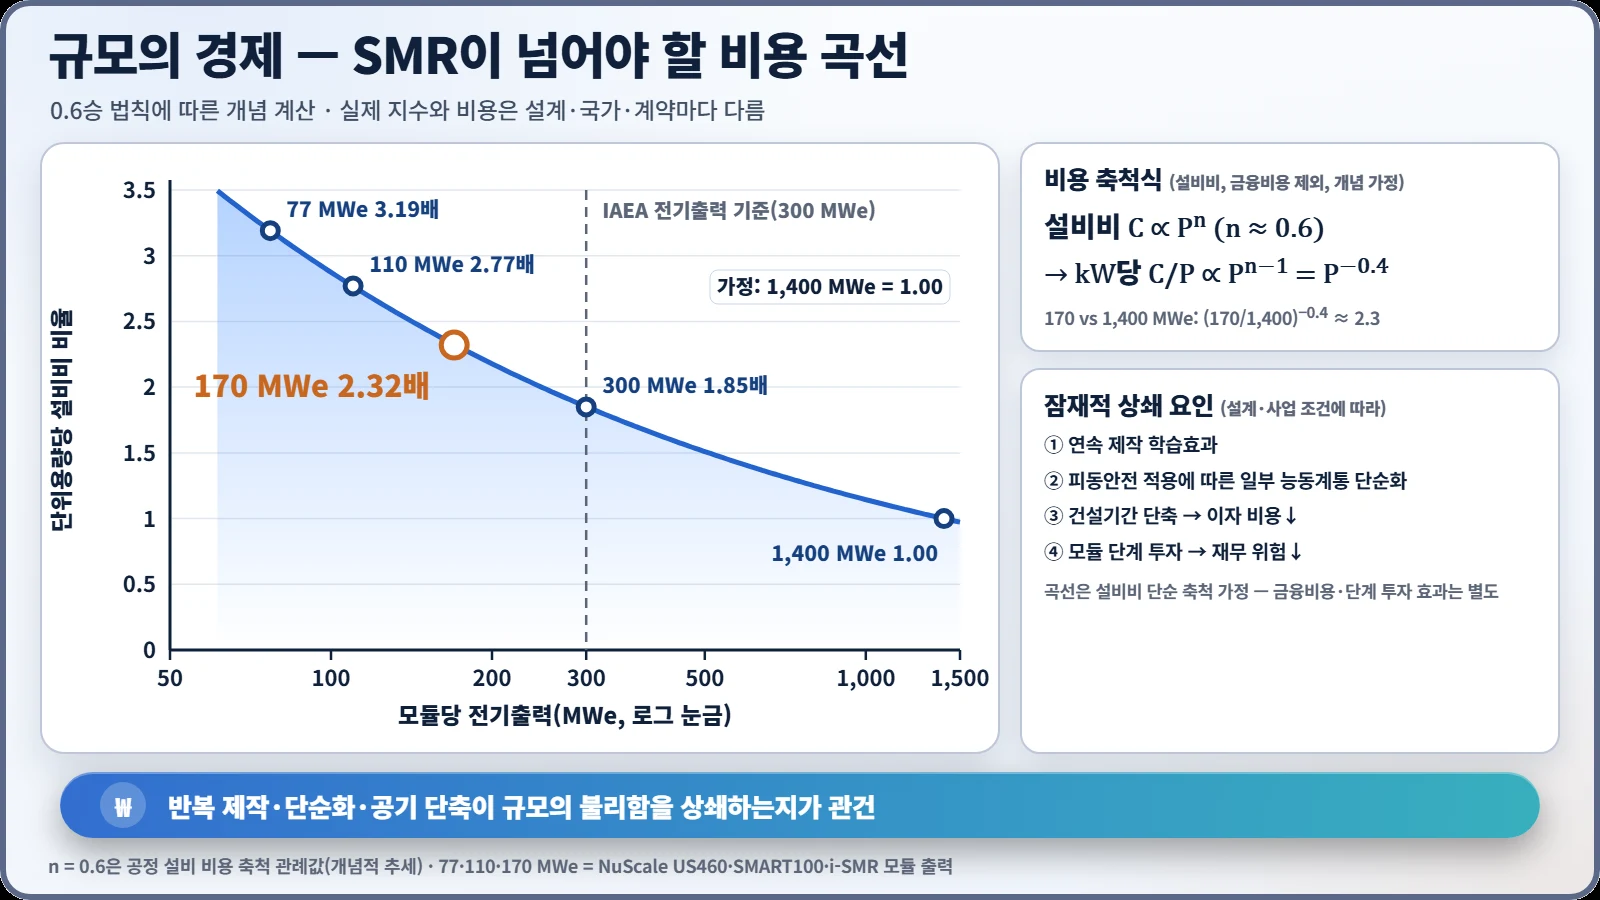 규모의 경제 — SMR이 넘어야 할 비용 곡선
0.6승 법칙에 따른 개념 계산 · 실제 지수와 비용은 설계·국가·계약마다 다름
단위용량당 설비비 비율
3.5
3
2.5
2
1.5
1
0.5
0
77 MWe 3.19배
110 MWe 2.77배
170 MWe 2.32배
IAEA 전기출력 기준(300 MWe)
가정: 1,400 MWe = 1.00
300 MWe 1.85배
1,400 MWe 1.00
50 100 200 300 500 1,000 1,500
모듈당 전기출력(MWe, 로그 눈금)
비용 축척식 (설비비, 금융비용 제외, 개념 가정)
설비비 C ∝ Pⁿ (n ≈ 0.6)
→ kW당 C/P ∝ Pⁿ⁻¹ = P⁻⁰·⁴
170 vs 1,400 MWe: (170/1,400)⁻⁰·⁴ ≈ 2.3
잠재적 상쇄 요인 (설계·사업 조건에 따라)
① 연속 제작 학습효과
② 피동안전 적용에 따른 일부 능동계통 단순화
③ 건설기간 단축 → 이자 비용↓
④ 모듈 단계 투자 → 재무 위험↓
곡선은 설비비 단순 축척 가정 — 금융비용·단계 투자 효과는 별도
₩ 반복 제작·단순화·공기 단축이 규모의 불리함을 상쇄하는지가 관건
n = 0.6은 공정 설비 비용 축척 관례값(개념적 추세) · 77·110·170 MWe = NuScale US460·SMART100·i-SMR 모듈 출력